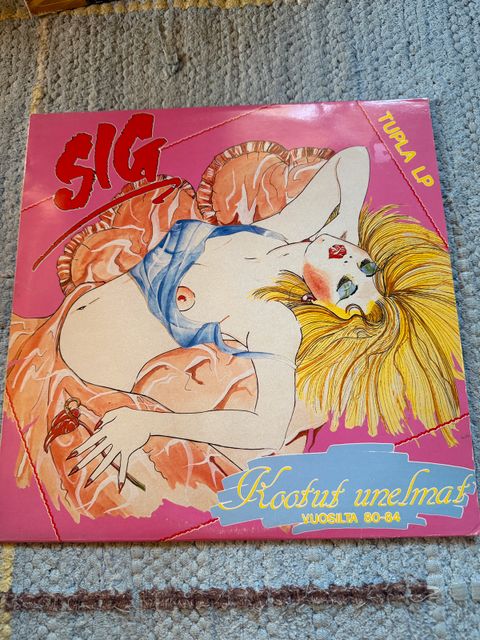 SIG
TUPLA LP
Kootut unelmat
VUOSILTA 80-84